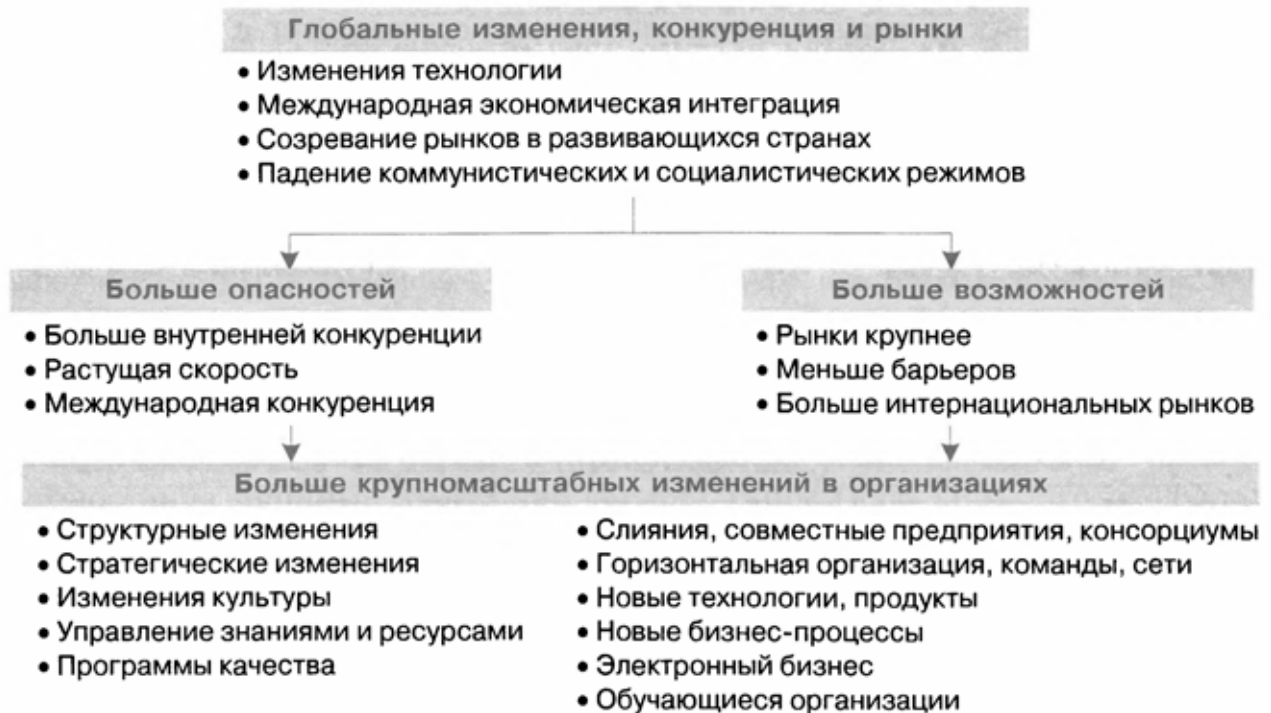 Глобальные изменения, конкуренция и рынки
• Изменения технологии
• Международная экономическая интеграция
• Созревание рынков в развивающихся странах
• Падение коммунистических и социалистических режимов
Больше опасностей
• Больше внутренней конкуренции
• Растущая скорость
• Международная конкуренция
Больше возможностей
• Рынки крупнее
• Меньше барьеров
• Больше интернациональных рынков
Больше крупномасштабных изменений в организациях
• Структурные изменения
• Стратегические изменения
• Изменения культуры
• Управление знаниями и ресурсами
• Программы качества
• Слияния, совместные предприятия, консорциумы
• Горизонтальная организация, команды, сети
• Новые технологии, продукты
• Новые бизнес-процессы
• Электронный бизнес
• Обучающиеся организации